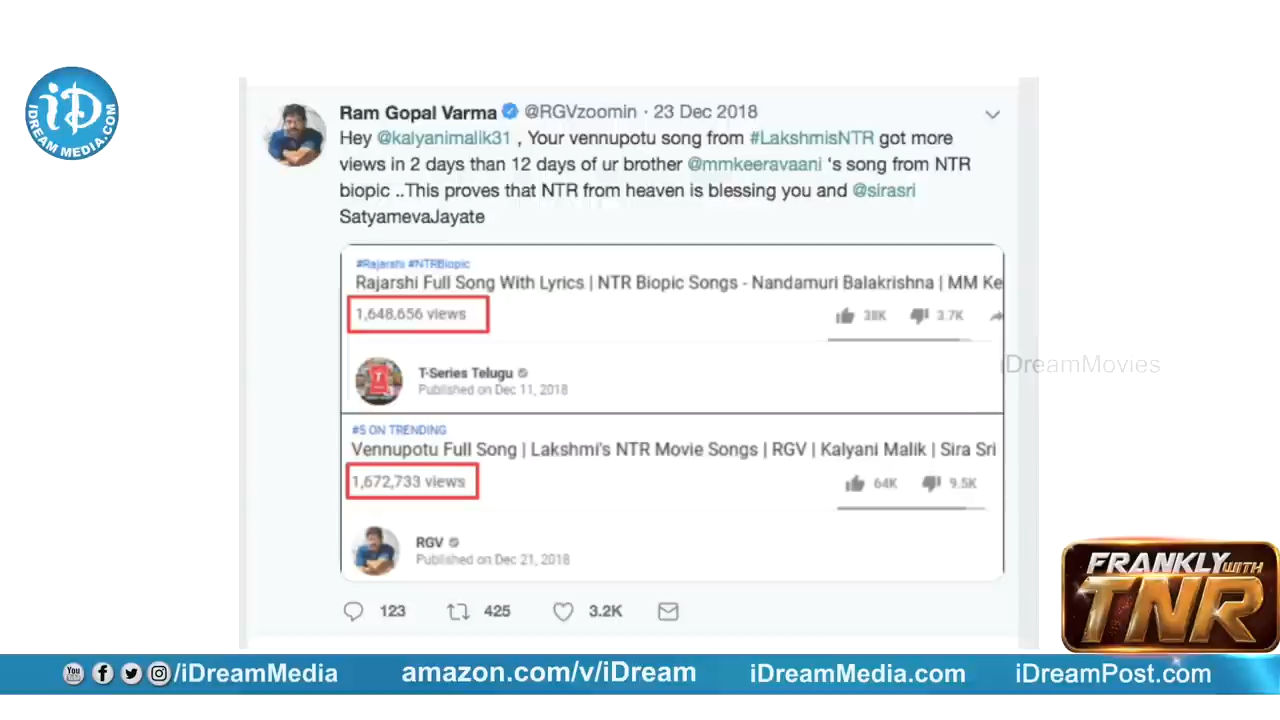 iD
IDREAM MEDIA.COM
Ram Gopal Varma @RGVzoomin · 23 Dec 2018
Hey @kalyanimalik31 , Your vennupotu song from #LakshmisNTR got more
views in 2 days than 12 days of ur brother @mmkeeravaani 's song from NTR
biopic ..This proves that NTR from heaven is blessing you and @sirasri
SatyamevaJayate
#Rajarshi #NTRBiopic
Rajarshi Full Song With Lyrics | NTR Biopic Songs - Nandamuri Balakrishna | MM Ke
1,648,656 views
38K 3.7K
T-Series Telugu
Published on Dec 11, 2018
iDreamMovies
#5 ON TRENDING
Vennupotu Full Song | Lakshmi's NTR Movie Songs | RGV | Kalyani Malik | Sira Sri
1,672,733 views
64K 9.5K
RGV
Published on Dec 21, 2018
123 425 3.2K
FRANKLY WITH
TNR
You /iDreamMedia amazon.com/v/iDream iDreamMedia.com iDreamPost.com